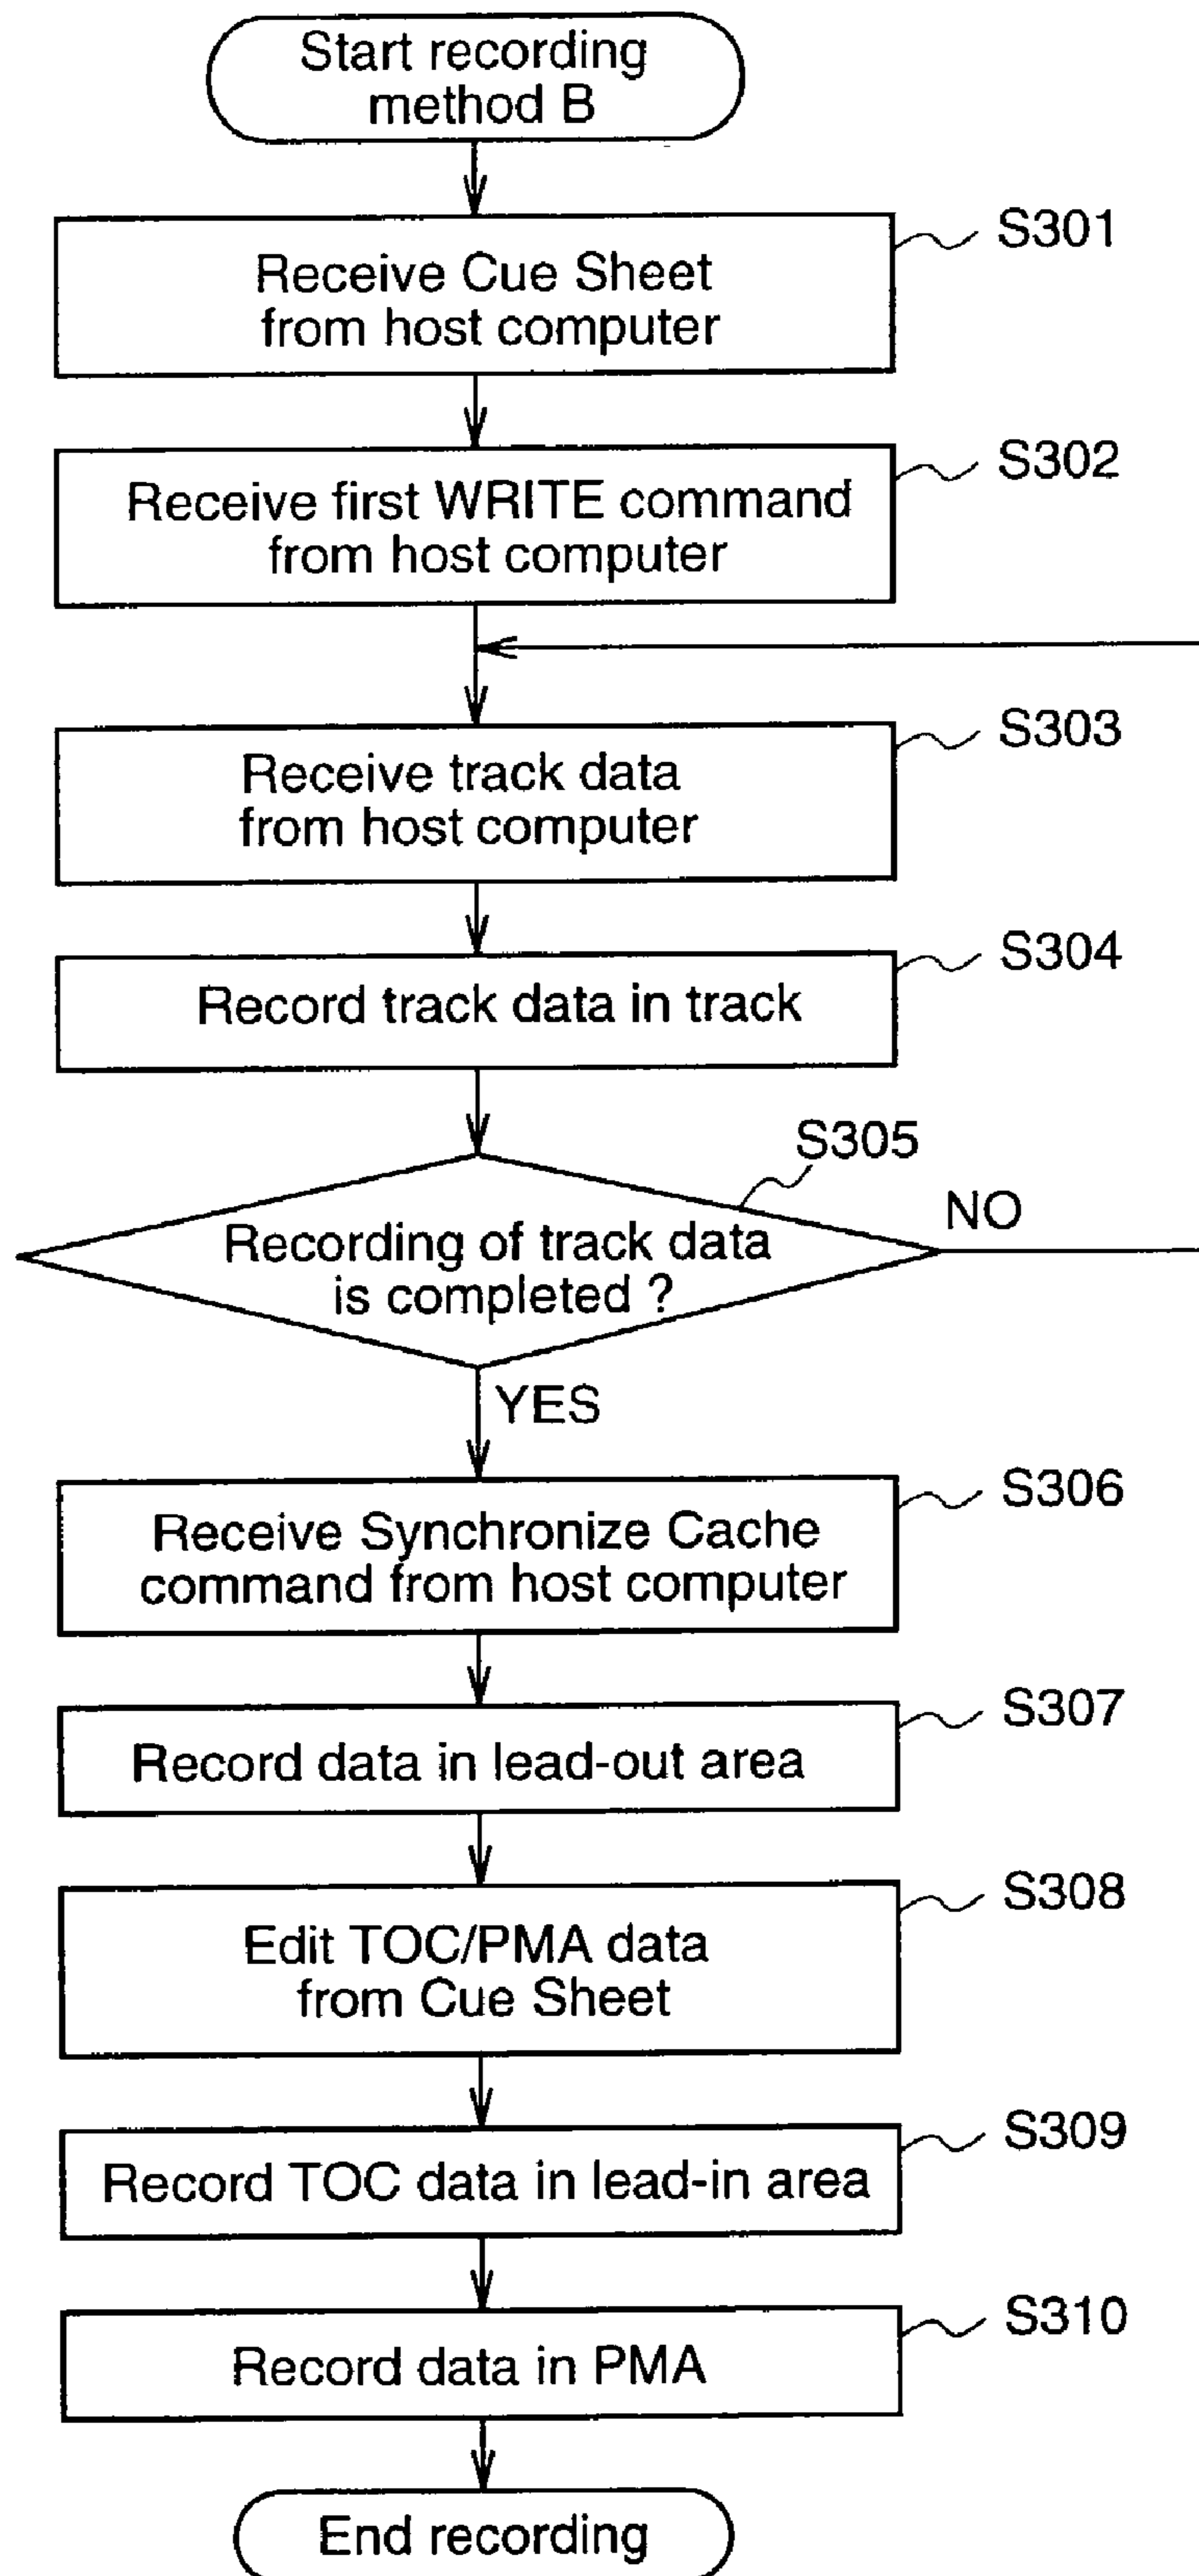 Start recording
method B
S301
Receive Cue Sheet
from host computer
S302
Receive first WRITE command
from host computer
S303
Receive track data
from host computer
S304
Record track data in track
S305
Recording of track data
is completed ?
NO
YES
S306
Receive Synchronize Cache
command from host computer
S307
Record data in lead-out area
S308
Edit TOC/PMA data
from Cue Sheet
S309
Record TOC data in lead-in area
S310
Record data in PMA
End recording